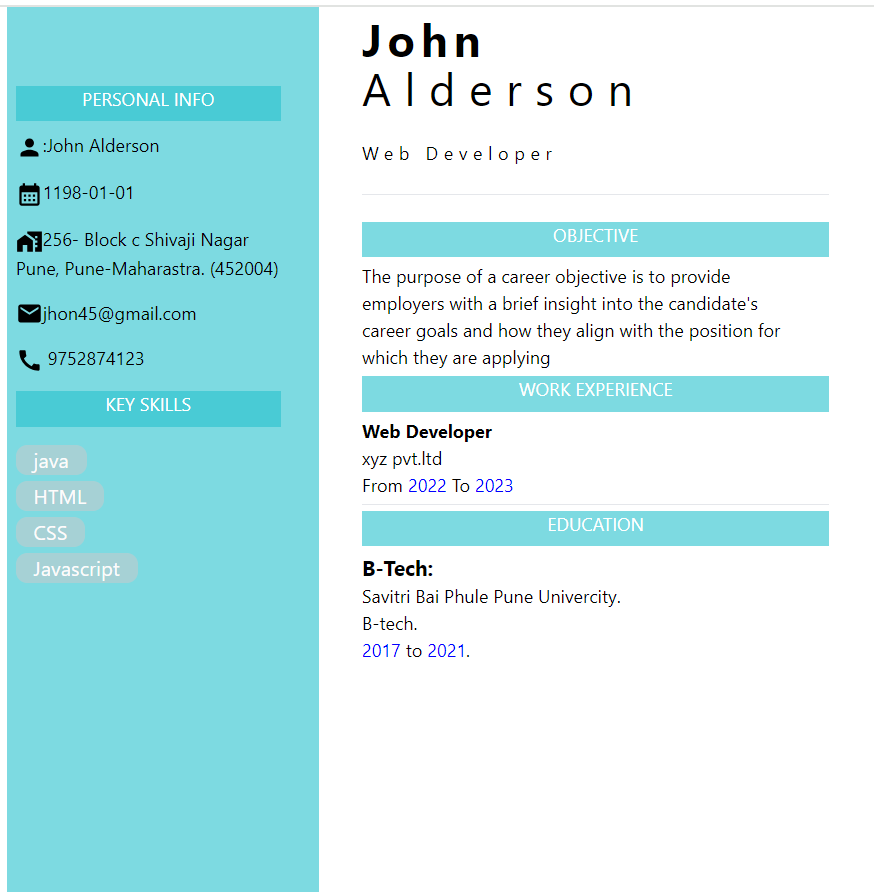 PERSONAL INFO
:John Alderson
1198-01-01
256- Block c Shivaji Nagar
Pune, Pune-Maharastra. (452004)
jhon45@gmail.com
9752874123
KEY SKILLS
java
HTML
CSS
Javascript
John
Alderson
Web Developer
OBJECTIVE
The purpose of a career objective is to provide
employers with a brief insight into the candidate's
career goals and how they align with the position for
which they are applying
WORK EXPERIENCE
Web Developer
xyz pvt.ltd
From 2022 To 2023
EDUCATION
B-Tech:
Savitri Bai Phule Pune Univercity.
B-tech.
2017 to 2021.